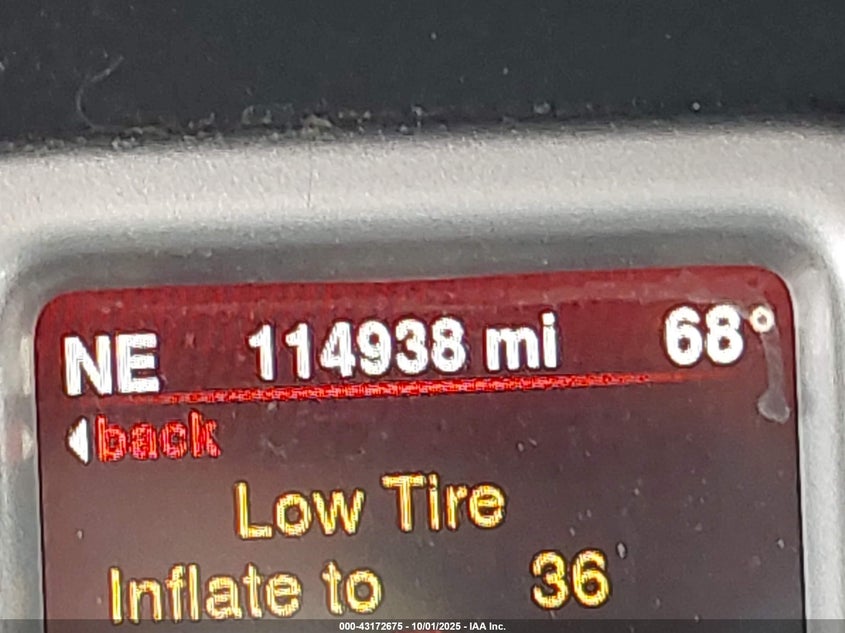 NE 114938 mi 68°
back
Low Tire
Inflate to 36
000-43172675 - 10/01/2025 - IAA Inc.